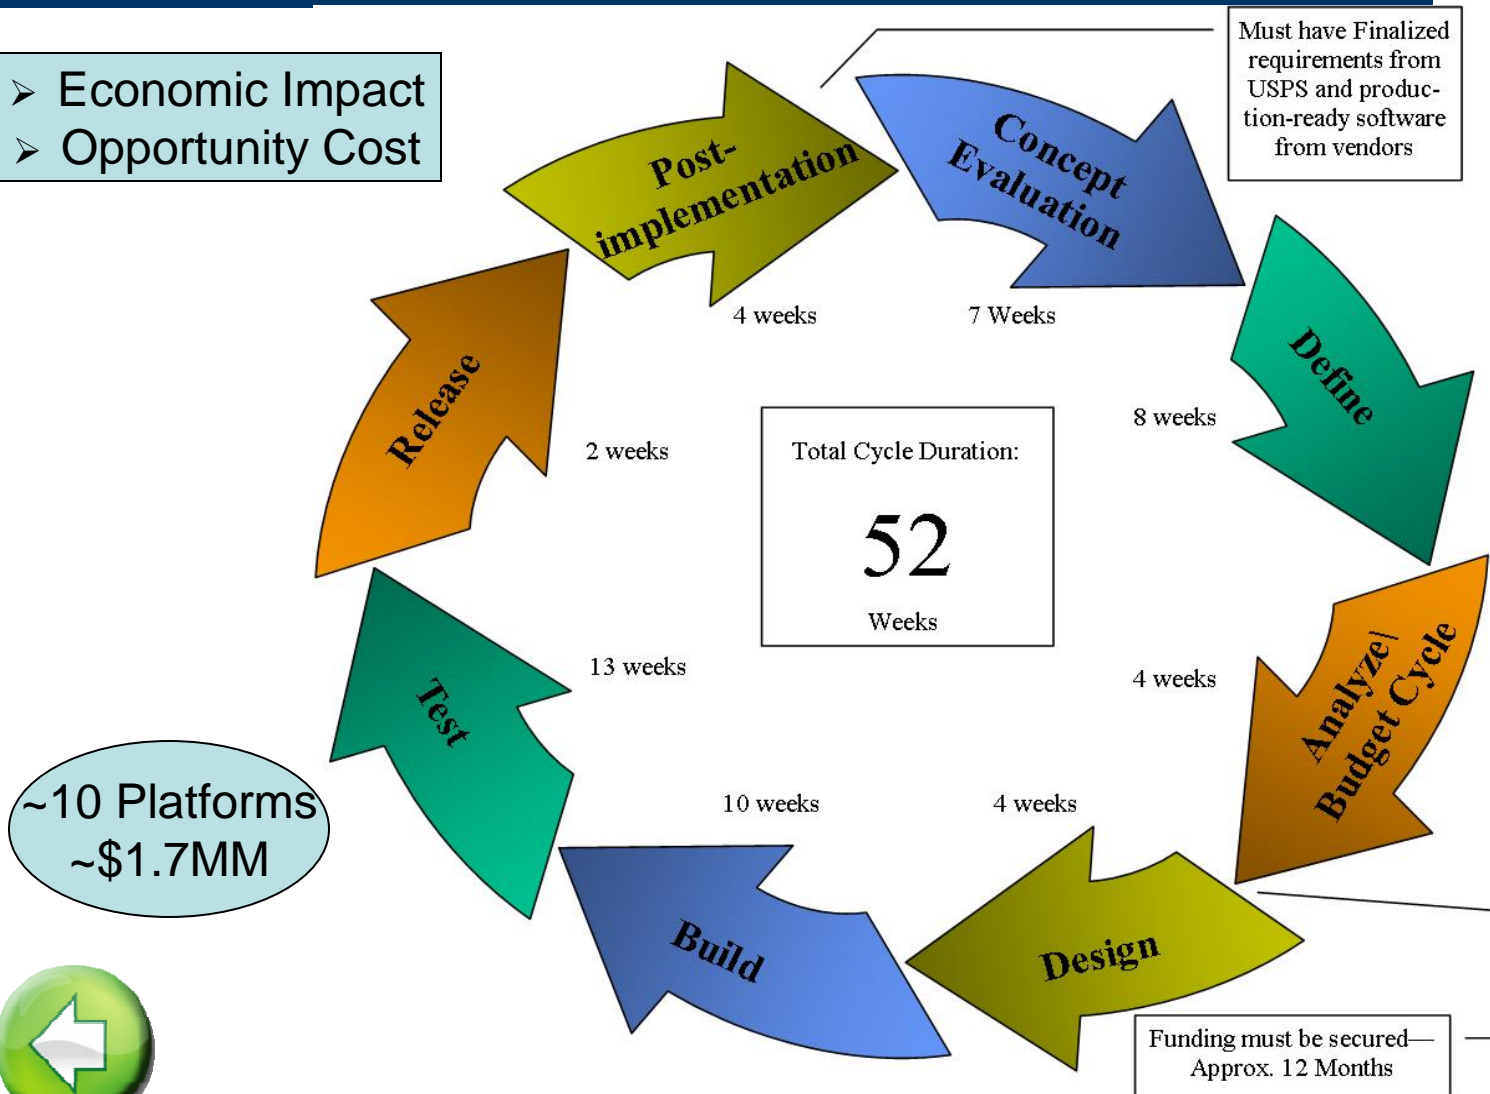 ➢ Economic Impact
➢ Opportunity Cost
Must have Finalized
requirements from
USPS and produc-
tion-ready software
from vendors
Post-
implementation
Concept
Evaluation
4 weeks
7 Weeks
Define
8 weeks
Release
2 weeks
Total Cycle Duration:
52
Weeks
Analyze\
Budget Cycle
4 weeks
13 weeks
Test
~10 Platforms
~$1.7MM
10 weeks
4 weeks
Build
Design
Funding must be secured—
Approx. 12 Months